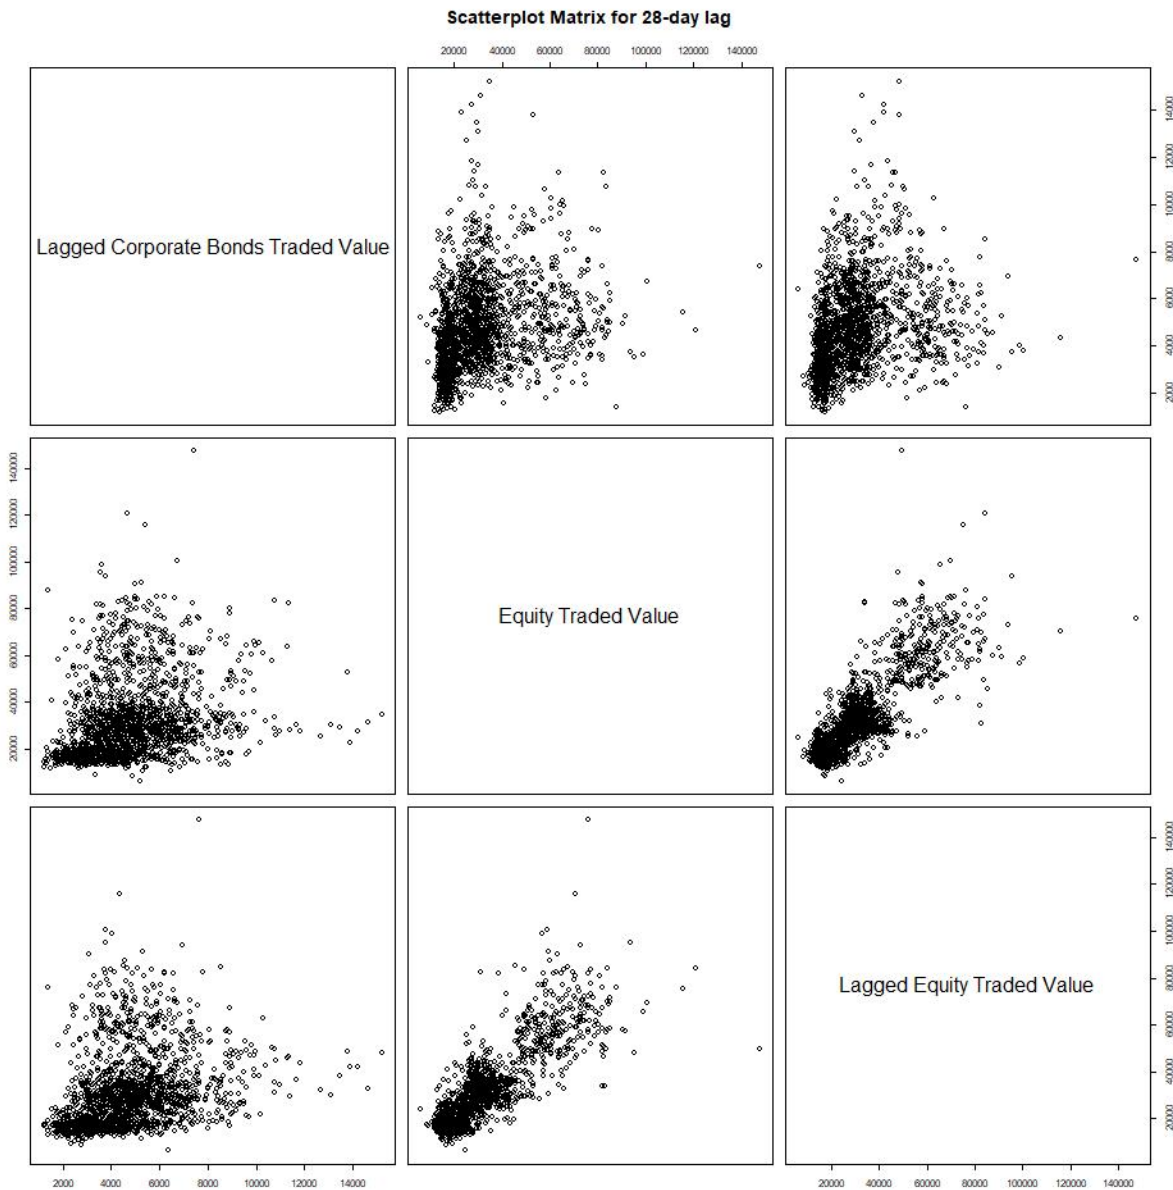 Scatterplot Matrix for 28-day lag
20000 40000 60000 80000 100000 140000
Lagged Corporate Bonds Traded Value
2000 4000 6000 8000 10000 14000
20000 40000 60000 80000 100000 120000 140000
Equity Traded Value
Lagged Equity Traded Value
20000 40000 60000 80000 100000 120000 140000
2000 4000 6000 8000 10000 12000 14000
20000 40000 60000 80000 100000 140000